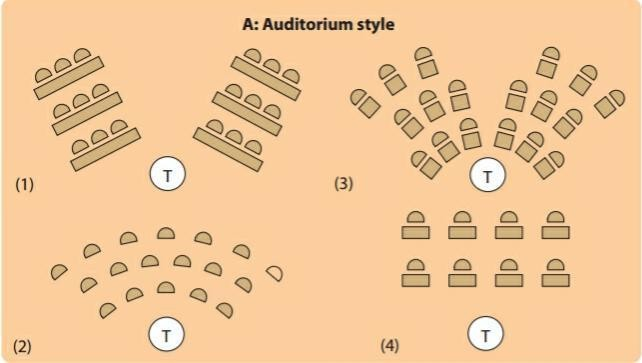 A: Auditorium style
T
(1)
T
(3)
T
(2)
T
(4)